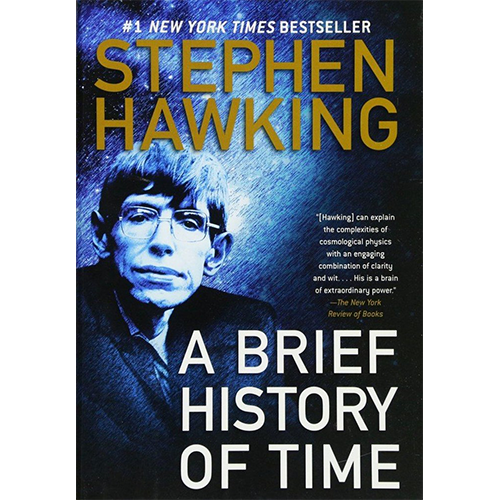 #1 NEW YORK TIMES BESTSELLER
STEPHEN
HAWKING
"[Hawking] can explain
the complexities of
cosmological physics
with an engaging
combination of clarity
and wit. . . . His is a brain
of extraordinary power."
—The New York
Review of Books
A BRIEF
HISTORY
OF TIME